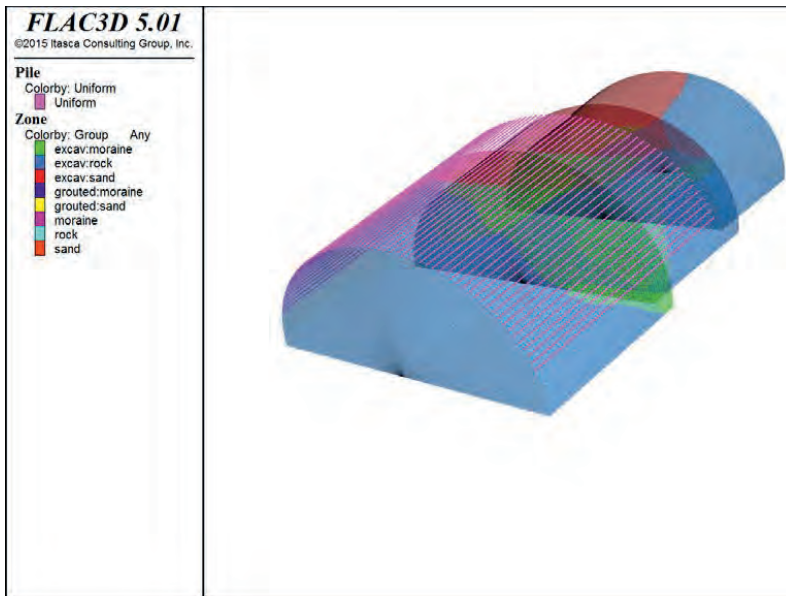 FLAC3D 5.01
©2015 Itasca Consulting Group, Inc.
Pile
Colorby: Uniform
Uniform
Zone
Colorby: Group Any
excav:moraine
excav:rock
excav:sand
grouted:moraine
grouted:sand
moraine
rock
sand